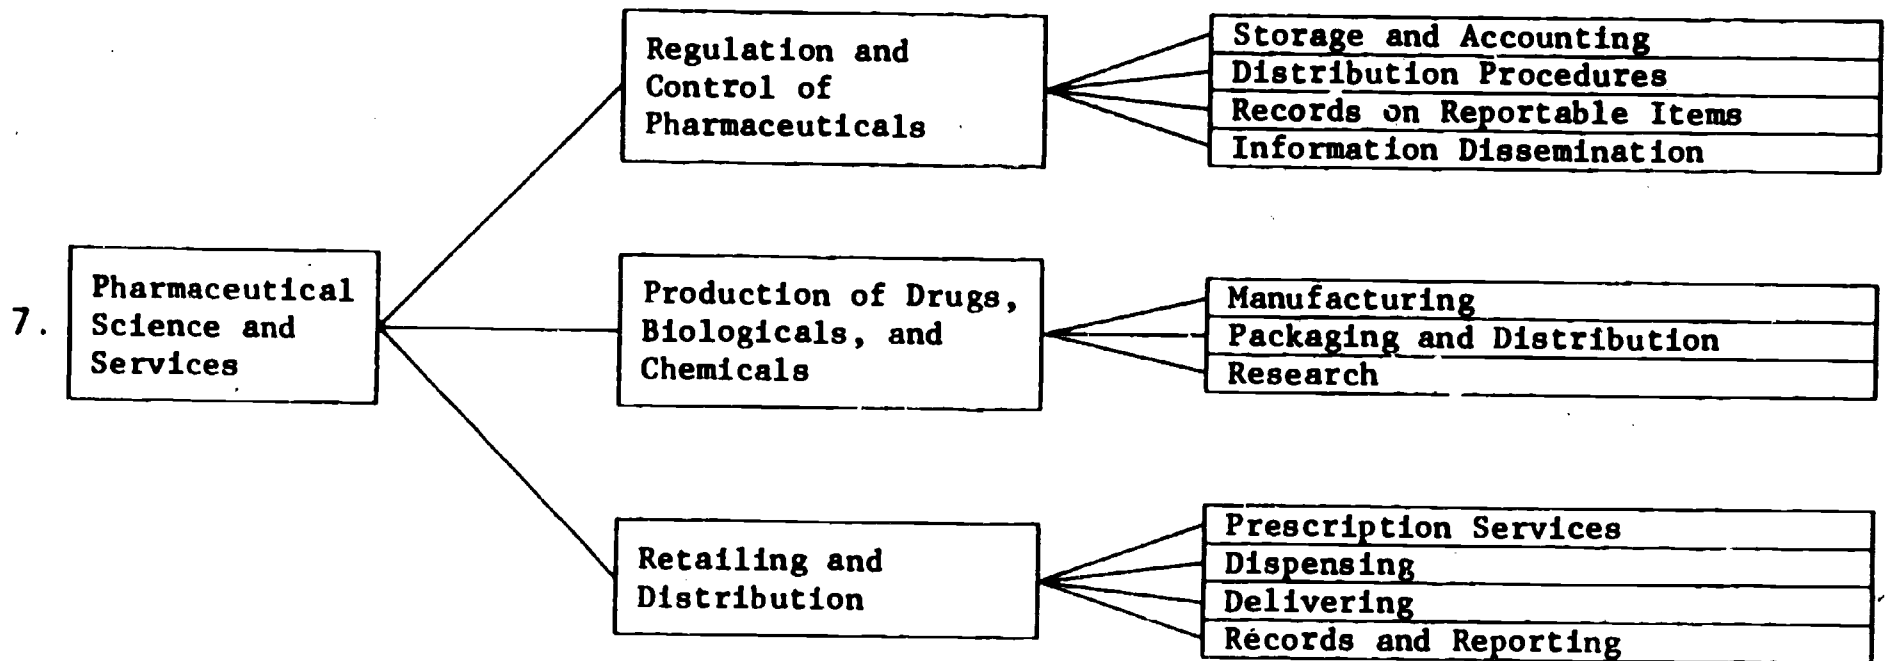 7.
Pharmaceutical
Science and
Services
Regulation and
Control of
Pharmaceuticals
Storage and Accounting
Distribution Procedures
Records on Reportable Items
Information Dissemination
Production of Drugs,
Biologicals, and
Chemicals
Manufacturing
Packaging and Distribution
Research
Retailing and
Distribution
Prescription Services
Dispensing
Delivering
Records and Reporting